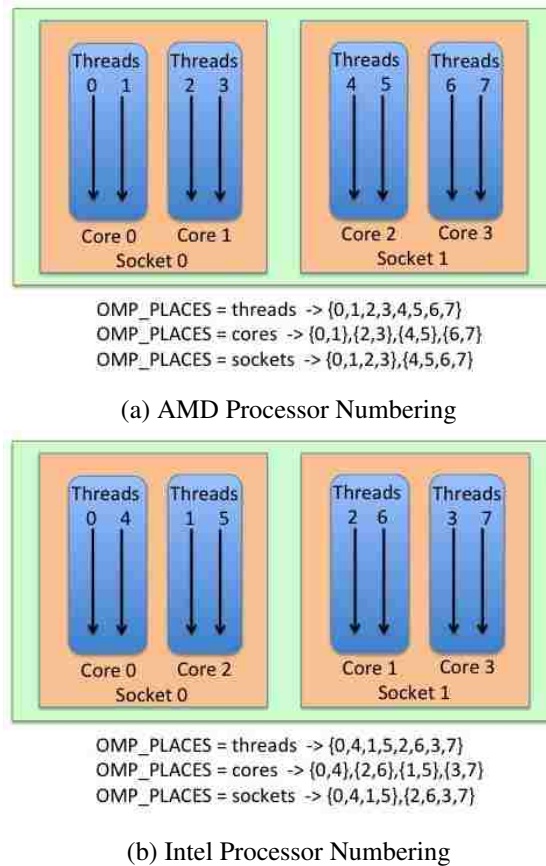 Threads Threads Threads Threads
0 1 2 3 4 5 6 7
Core 0 Core 1 Core 2 Core 3
Socket 0 Socket 1
OMP_PLACES = threads -> {0,1,2,3,4,5,6,7}
OMP_PLACES = cores -> {0,1},{2,3},{4,5},{6,7}
OMP_PLACES = sockets -> {0,1,2,3},{4,5,6,7}
(a) AMD Processor Numbering
Threads Threads Threads Threads
0 4 1 5 2 6 3 7
Core 0 Core 2 Core 1 Core 3
Socket 0 Socket 1
OMP_PLACES = threads -> {0,4,1,5,2,6,3,7}
OMP_PLACES = cores -> {0,4},{2,6},{1,5},{3,7}
OMP_PLACES = sockets -> {0,4,1,5},{2,6,3,7}
(b) Intel Processor Numbering